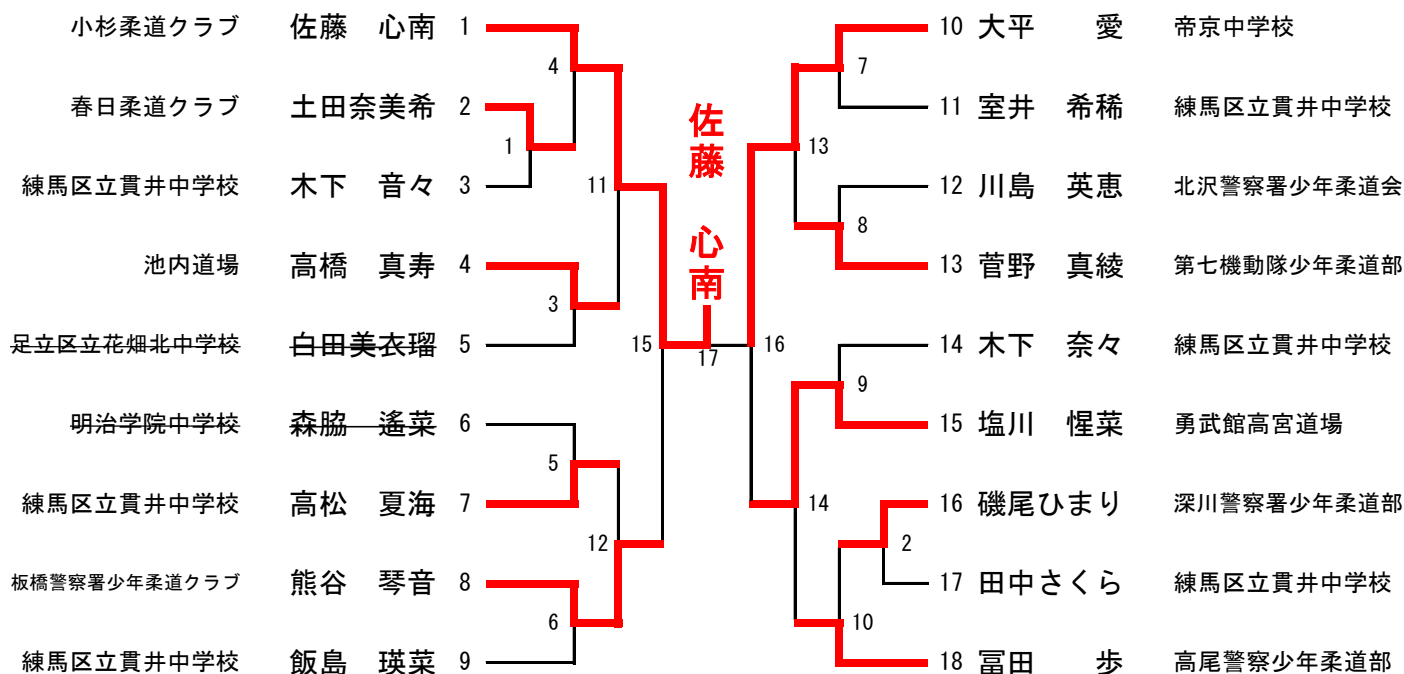 小杉柔道クラブ 佐藤 心南 1
春日柔道クラブ 土田奈美希 2
練馬区立貫井中学校 木下 音々 3
池内道場 高橋 真寿 4
足立区立花畑北中学校 白田美衣瑠 5
明治学院中学校 森脇 遙菜 6
練馬区立貫井中学校 高松 夏海 7
板橋警察署少年柔道クラブ 熊谷 琴音 8
練馬区立貫井中学校 飯島 瑛菜 9
4
1
11
3
15
5
12
6
佐藤 心南
17
7
13
8
16
9
14
2
10
10 大平 愛 帝京中学校
11 室井 希稀 練馬区立貫井中学校
12 川島 英恵 北沢警察署少年柔道会
13 菅野 真綾 第七機動隊少年柔道部
14 木下 奈々 練馬区立貫井中学校
15 塩川 惺菜 勇武館高宮道場
16 磯尾ひまり 深川警察署少年柔道部
17 田中さくら 練馬区立貫井中学校
18 冨田 歩 高尾警察少年柔道部